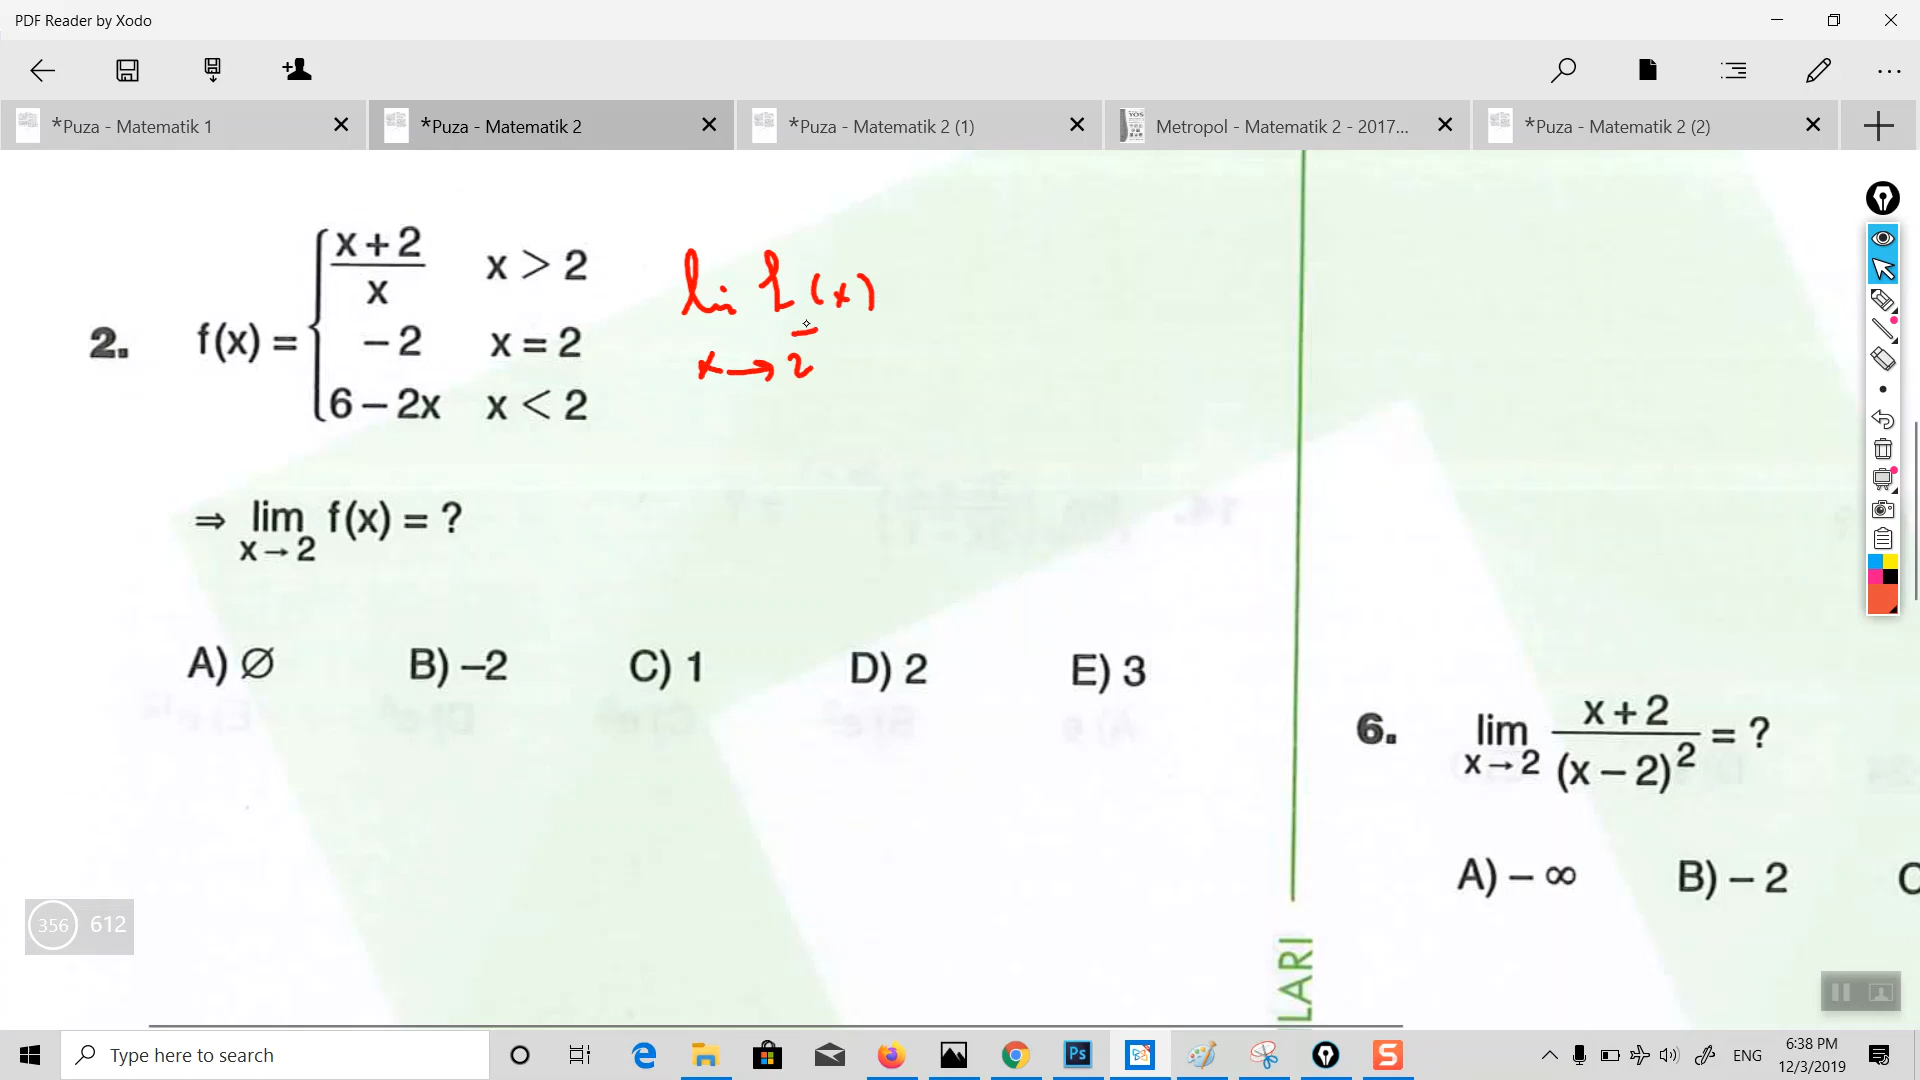 PDF Reader by Xodo
*Puza - Matematik 1
*Puza - Matematik 2
*Puza - Matematik 2 (1)
Metropol - Matematik 2 - 2017...
*Puza - Matematik 2 (2)
2. f(x) = { (x + 2)/x   x > 2
− 2   x = 2
6 − 2x   x < 2
lim f(x)
x → 2
⇒ lim f(x) = ?
x → 2
A) ∅ B) –2 C) 1 D) 2 E) 3
6. lim (x + 2)/(x − 2)² = ?
x → 2
A) − ∞ B) − 2 C
LARI
356 612
Type here to search
ENG
6:38 PM
12/3/2019